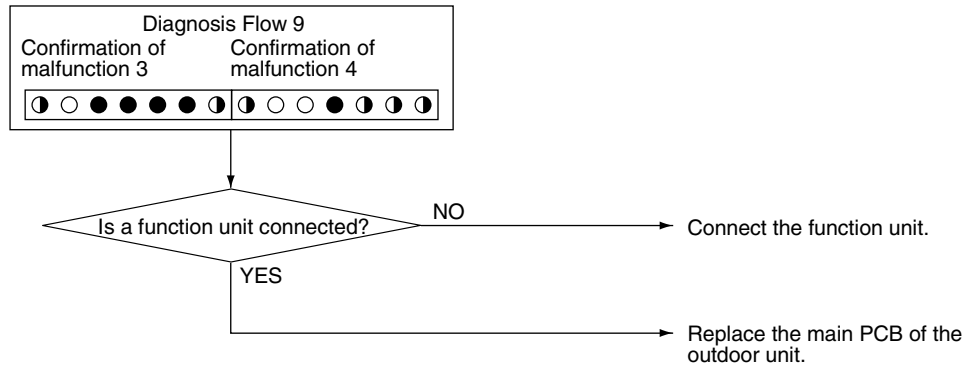 Diagnosis Flow 9
Confirmation of malfunction 3
Confirmation of malfunction 4
Is a function unit connected?
NO
Connect the function unit.
YES
Replace the main PCB of the
outdoor unit.